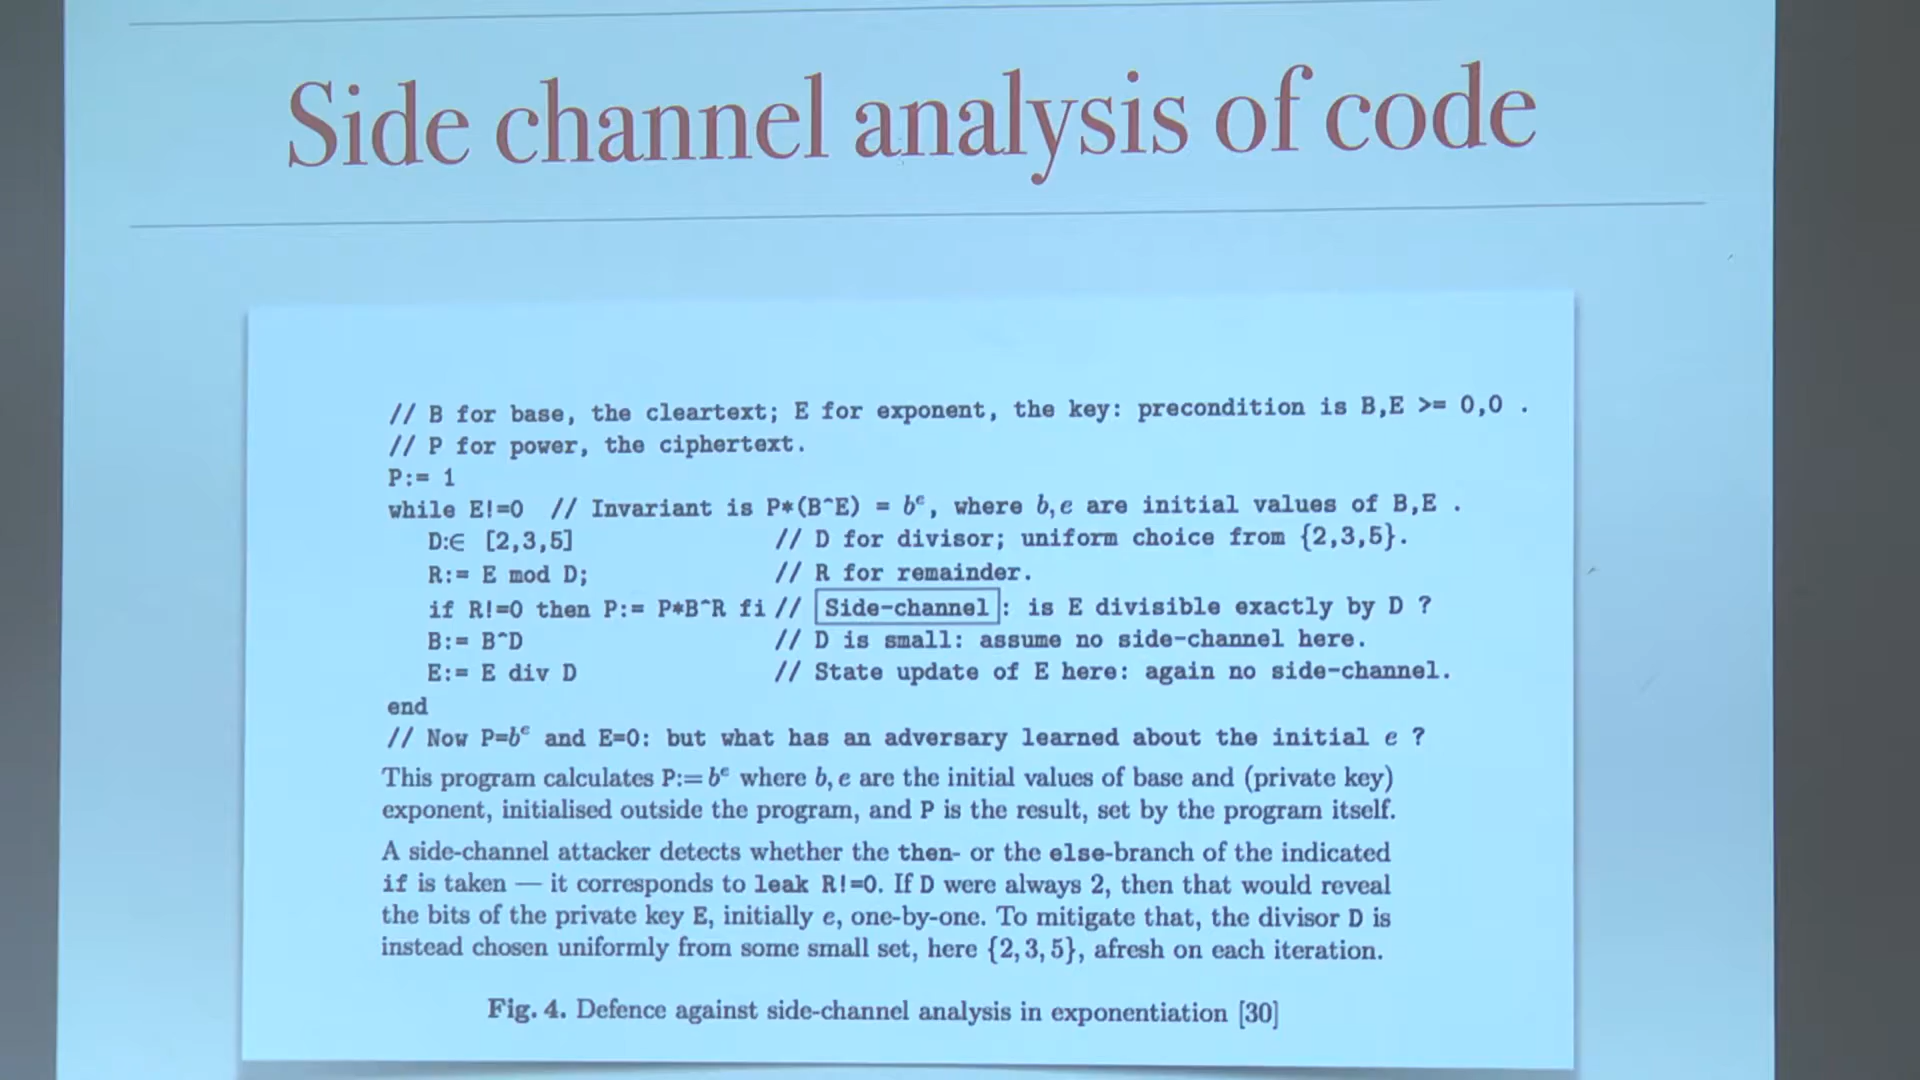 Side channel analysis of code
// B for base, the cleartext; E for exponent, the key: precondition is B,E >= 0,0 .
// P for power, the ciphertext.
P:= 1
while E!=0 // Invariant is P*(B^E) = bᵉ, where b,e are initial values of B,E .
D:∈ [2,3,5] // D for divisor; uniform choice from {2,3,5}.
R:= E mod D; // R for remainder.
if R!=0 then P:= P*B^R fi // Side-channel : is E divisible exactly by D ?
B:= B^D // D is small: assume no side-channel here.
E:= E div D // State update of E here: again no side-channel.
end
// Now P=bᵉ and E=0: but what has an adversary learned about the initial e ?
This program calculates P:= bᵉ where b, e are the initial values of base and (private key)
exponent, initialised outside the program, and P is the result, set by the program itself.
A side-channel attacker detects whether the then- or the else-branch of the indicated
if is taken — it corresponds to leak R!=0. If D were always 2, then that would reveal
the bits of the private key E, initially e, one-by-one. To mitigate that, the divisor D is
instead chosen uniformly from some small set, here {2, 3, 5}, afresh on each iteration.
Fig. 4. Defence against side-channel analysis in exponentiation [30]